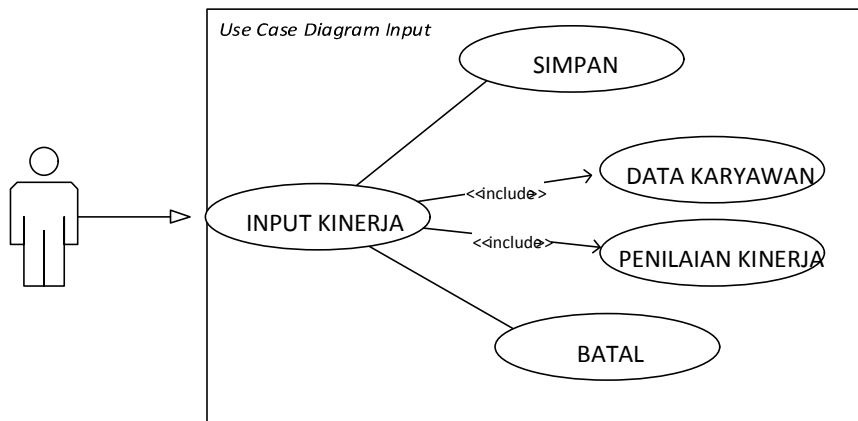 Use Case Diagram Input
SIMPAN
<<include>>
DATA KARYAWAN
INPUT KINERJA
<<include>>
PENILAIAN KINERJA
BATAL